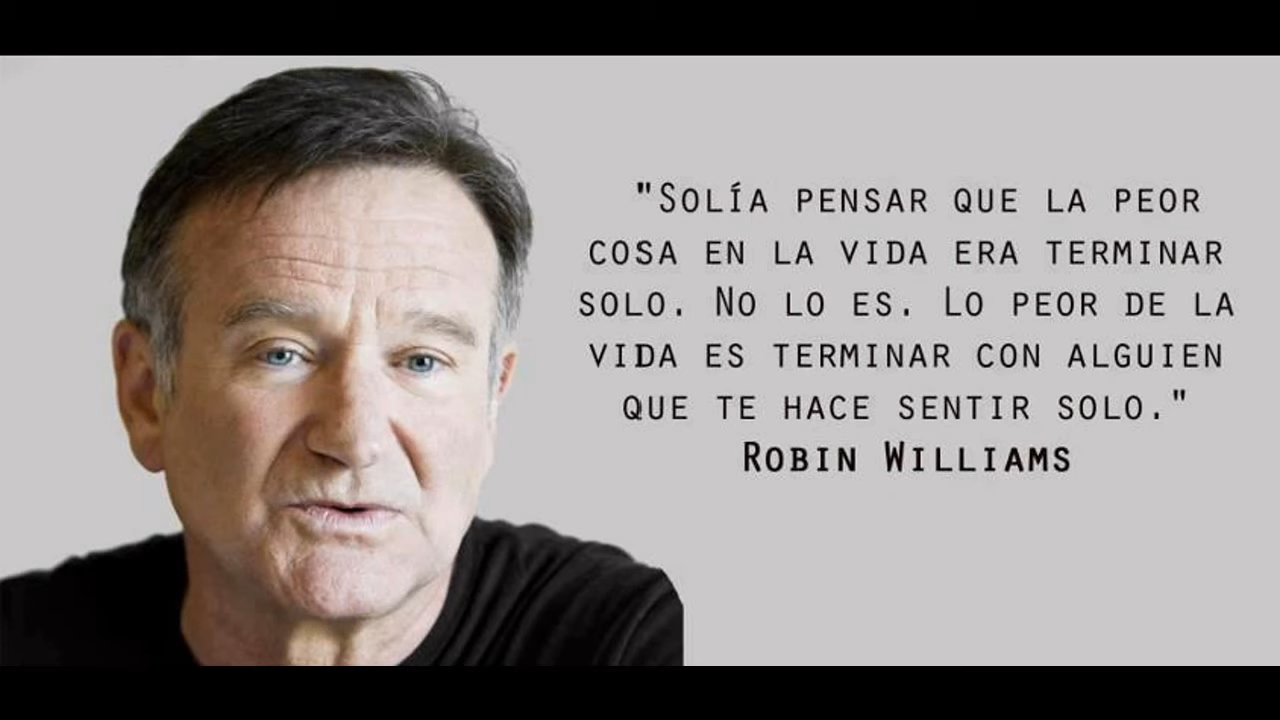 "Solía pensar que la peor
cosa en la vida era terminar
solo. No lo es. Lo peor de la
vida es terminar con alguien
que te hace sentir solo."
Robin Williams